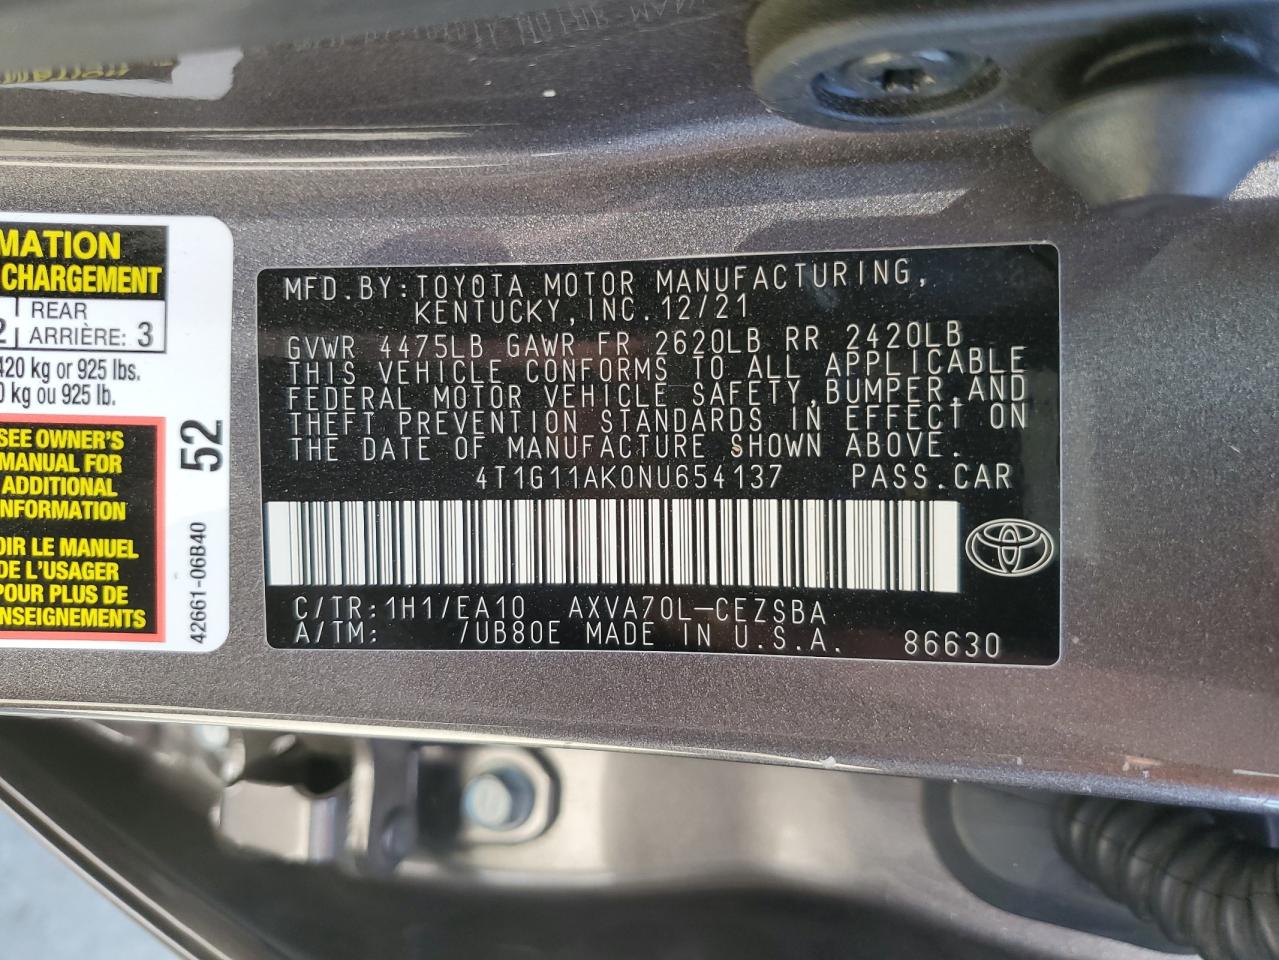 MATION
CHARGEMENT
REAR
2 ARRIÈRE: 3
420 kg or 925 lbs.
0 kg ou 925 lb.
SEE OWNER'S
MANUAL FOR
ADDITIONAL
INFORMATION
OIR LE MANUEL
DE L'USAGER
POUR PLUS DE
RENSEIGNEMENTS
52
42661-06B40
MFD.BY:TOYOTA MOTOR MANUFACTURING,
KENTUCKY,INC.12/21
GVWR 4475LB GAWR FR 2620LB RR 2420LB
THIS VEHICLE CONFORMS TO ALL APPLICABLE
FEDERAL MOTOR VEHICLE SAFETY,BUMPER,AND
THEFT PREVENTION STANDARDS IN EFFECT ON
THE DATE OF MANUFACTURE SHOWN ABOVE.
4T1G11AK0NU654137 PASS.CAR
C/TR:1H1/EA10 AXVA70L-CEZSBA
A/TM: /UB80E MADE IN U.S.A. 86630